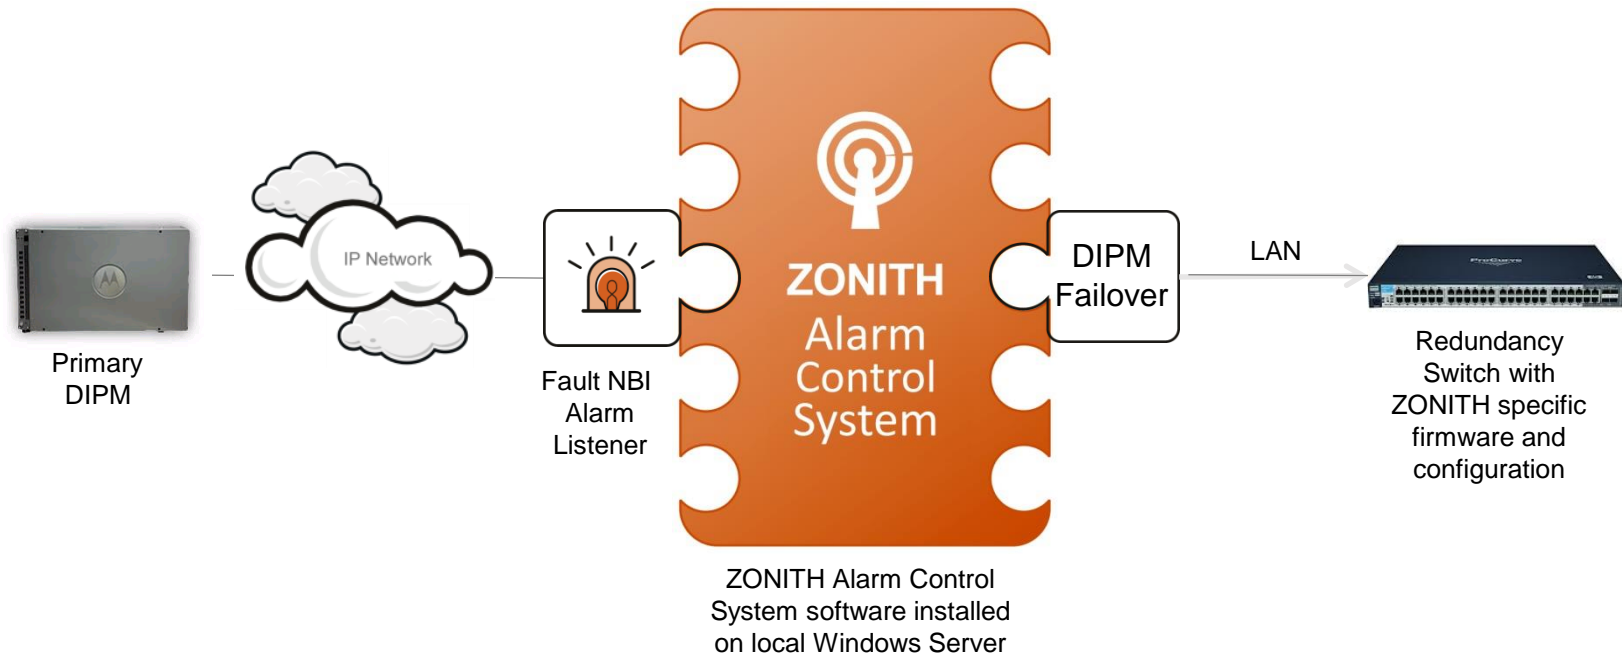 Primary
DIPM
IP Network
Fault NBI
Alarm
Listener
ZONITH
Alarm
Control
System
ZONITH Alarm Control
System software installed
on local Windows Server
DIPM
Failover
LAN
ProCurve
Redundancy
Switch with
ZONITH specific
firmware and
configuration